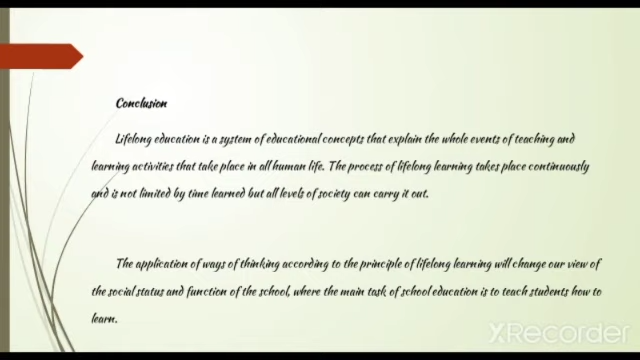 Conclusion
Lifelong education is a system of educational concepts that explain the whole events of teaching and
learning activities that take place in all human life. The process of lifelong learning takes place continuously
and is not limited by time learned but all levels of society can carry it out.
The application of ways of thinking according to the principle of lifelong learning will change our view of
the social status and function of the school, where the main task of school education is to teach students how to
learn.
XRecorder